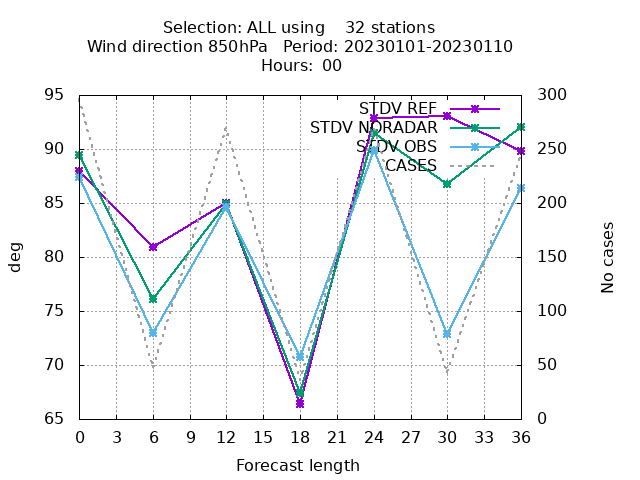 Selection: ALL using    32 stations
Wind direction 850hPa   Period: 20230101-20230110
Hours: 00
95
90
85
80
75
70
65
300
250
200
150
100
50
0
STDV REF
STDV NORADAR
STDV OBS
CASES
deg
No cases
0 3 6 9 12 15 18 21 24 27 30 33 36
Forecast length